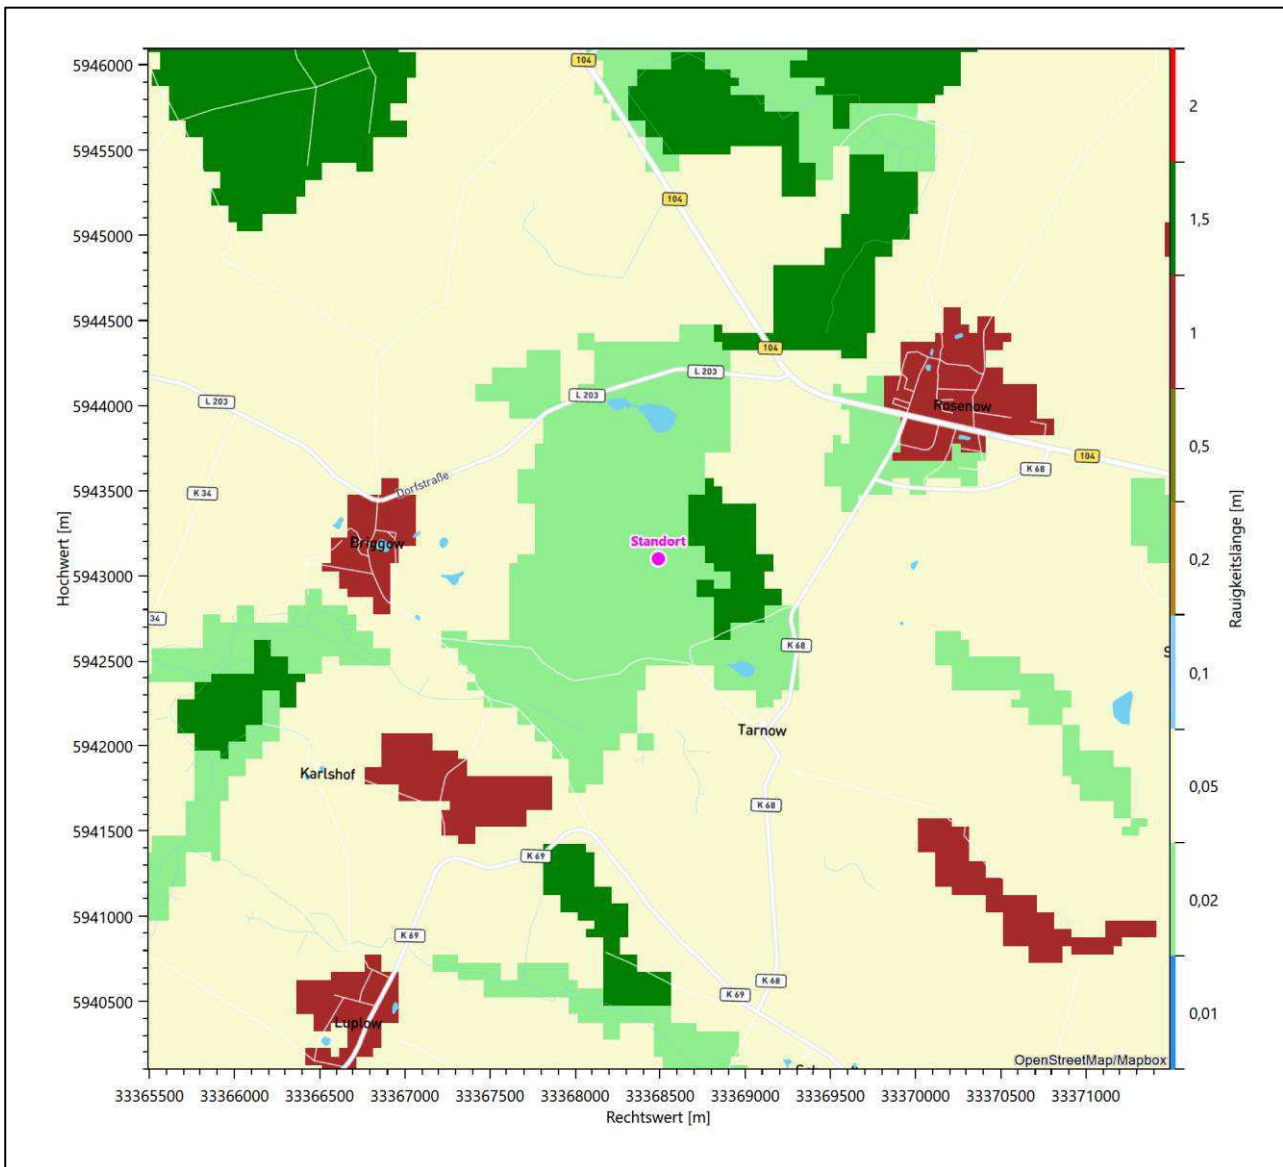 5946000
5945500
5945000
5944500
5944000
5943500
5943000
5942500
5942000
5941500
5941000
5940500
Hochwert [m]
104
104
104
L 203
L 203
L 203
Rosenow
104
K 68
Dorfstraße
K 34
Briggow
Standort
34
K 68
S
Tarnow
Karlshof
K 68
K 69
K 69
K 68
K 69
Luplow
OpenStreetMap/Mapbox
33365500 33366000 33366500 33367000 33367500 33368000 33368500 33369000 33369500 33370000 33370500 33371000
Rechtswert [m]
2
1,5
1
0,5
0,2
0,1
0,05
0,02
0,01
Rauigkeitslänge [m]